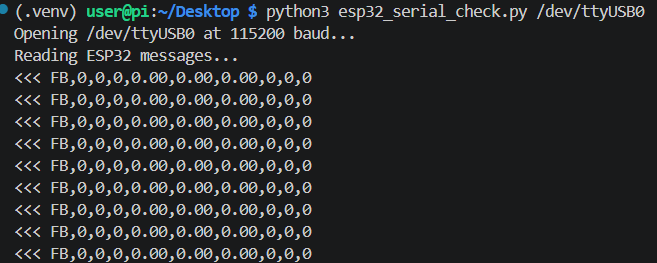 (.venv) user@pi:~/Desktop $ python3 esp32_serial_check.py /dev/ttyUSB0
Opening /dev/ttyUSB0 at 115200 baud...
Reading ESP32 messages...
<<< FB,0,0,0,0.00,0.00,0.00,0,0,0
<<< FB,0,0,0,0.00,0.00,0.00,0,0,0
<<< FB,0,0,0,0.00,0.00,0.00,0,0,0
<<< FB,0,0,0,0.00,0.00,0.00,0,0,0
<<< FB,0,0,0,0.00,0.00,0.00,0,0,0
<<< FB,0,0,0,0.00,0.00,0.00,0,0,0
<<< FB,0,0,0,0.00,0.00,0.00,0,0,0
<<< FB,0,0,0,0.00,0.00,0.00,0,0,0
<<< FB,0,0,0,0.00,0.00,0.00,0,0,0